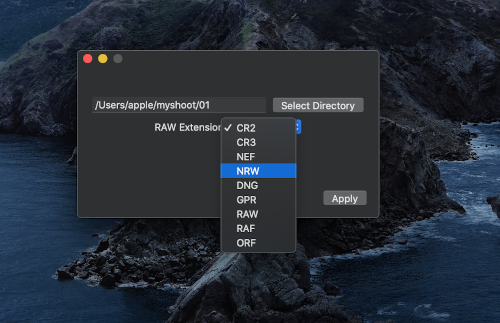 /Users/apple/myshoot/01
Select Directory
RAW Extension
✓ CR2
CR3
NEF
NRW
DNG
GPR
RAW
RAF
ORF
Apply